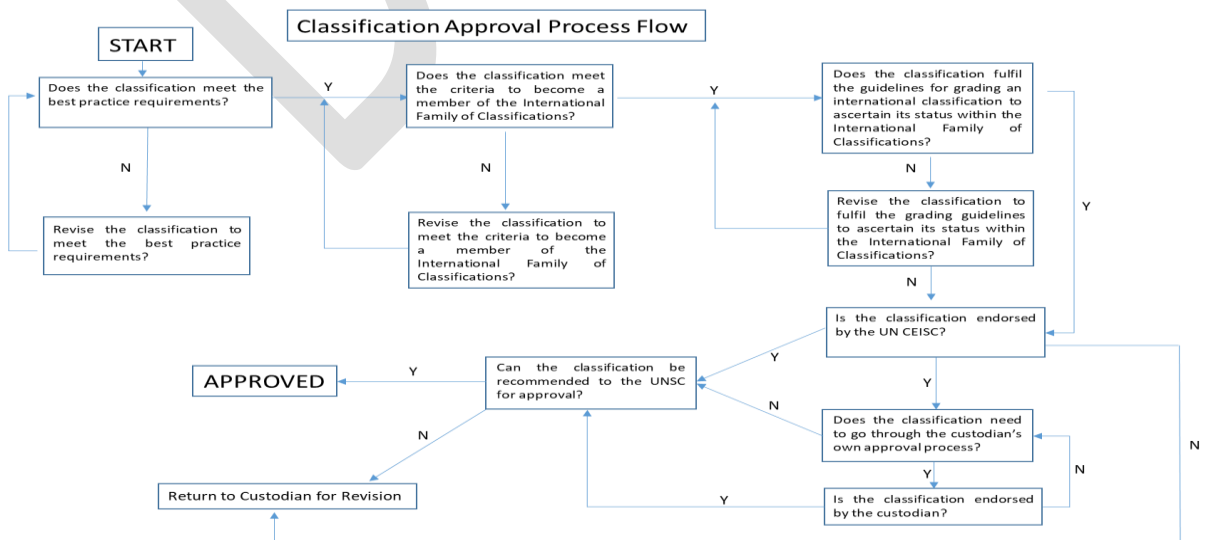 Classification Approval Process Flow
START
Does the classification meet the
best practice requirements?
Y
Does the classification meet
the criteria to become a
member of the International
Family of Classifications?
Y
Does the classification fulfil
the guidelines for grading an
international classification to
ascertain its status within the
International Family of
Classifications?
N
N
N
Y
Revise the classification to
meet the best practice
requirements?
Revise the classification to
meet the criteria to become
a member of the
International Family of
Classifications?
Revise the classification to
fulfil the grading guidelines
to ascertain its status within
the International Family of
Classifications?
N
Is the classification endorsed
by the UN CEISC?
Y
Y
N
APPROVED
Y
Can the classification be
recommended to the UNSC
for approval?
N
Does the classification need
to go through the custodian's
own approval process?
N
Y
N
Return to Custodian for Revision
Y
Is the classification endorsed
by the custodian?